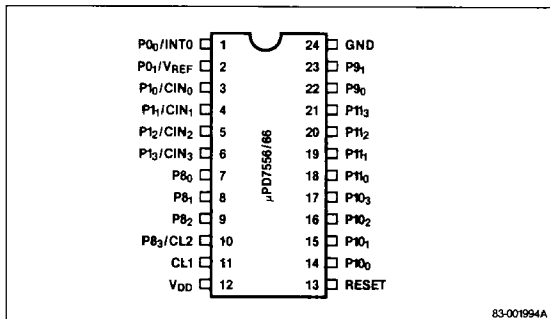 P0₀/INT0 1 24 GND
P0₁/VREF 2 23 P9₁
P1₀/CIN₀ 3 22 P9₀
P1₁/CIN₁ 4 21 P11₃
P1₂/CIN₂ 5 20 P11₂
P1₃/CIN₃ 6 19 P11₁
P8₀ 7 18 P11₀
P8₁ 8 17 P10₃
P8₂ 9 16 P10₂
P8₃/CL2 10 15 P10₁
CL1 11 14 P10₀
VDD 12 13 RESET
μPD7556/66
83-001994A